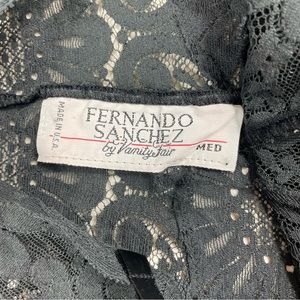 MADE IN U.S.A.
FERNANDO
SANCHEZ
by Vanity Fair MED